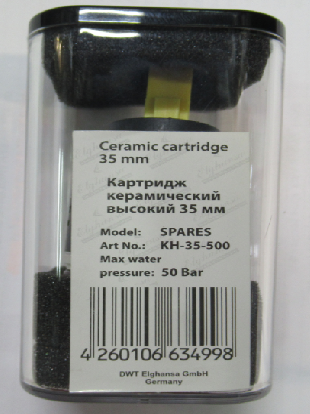 Ceramic cartridge
35 mm
Картридж
керамический
высокий 35 мм
Model: SPARES
Art No.: KH-35-500
Max water
pressure: 50 Bar
4 260106 634998
DWT Elghansa GmbH
Germany